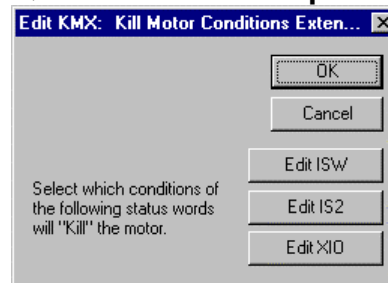 Edit KMX: Kill Motor Conditions Exten...
OK
Cancel
Edit ISW
Select which conditions of
the following status words
will "Kill" the motor.
Edit IS2
Edit XIO